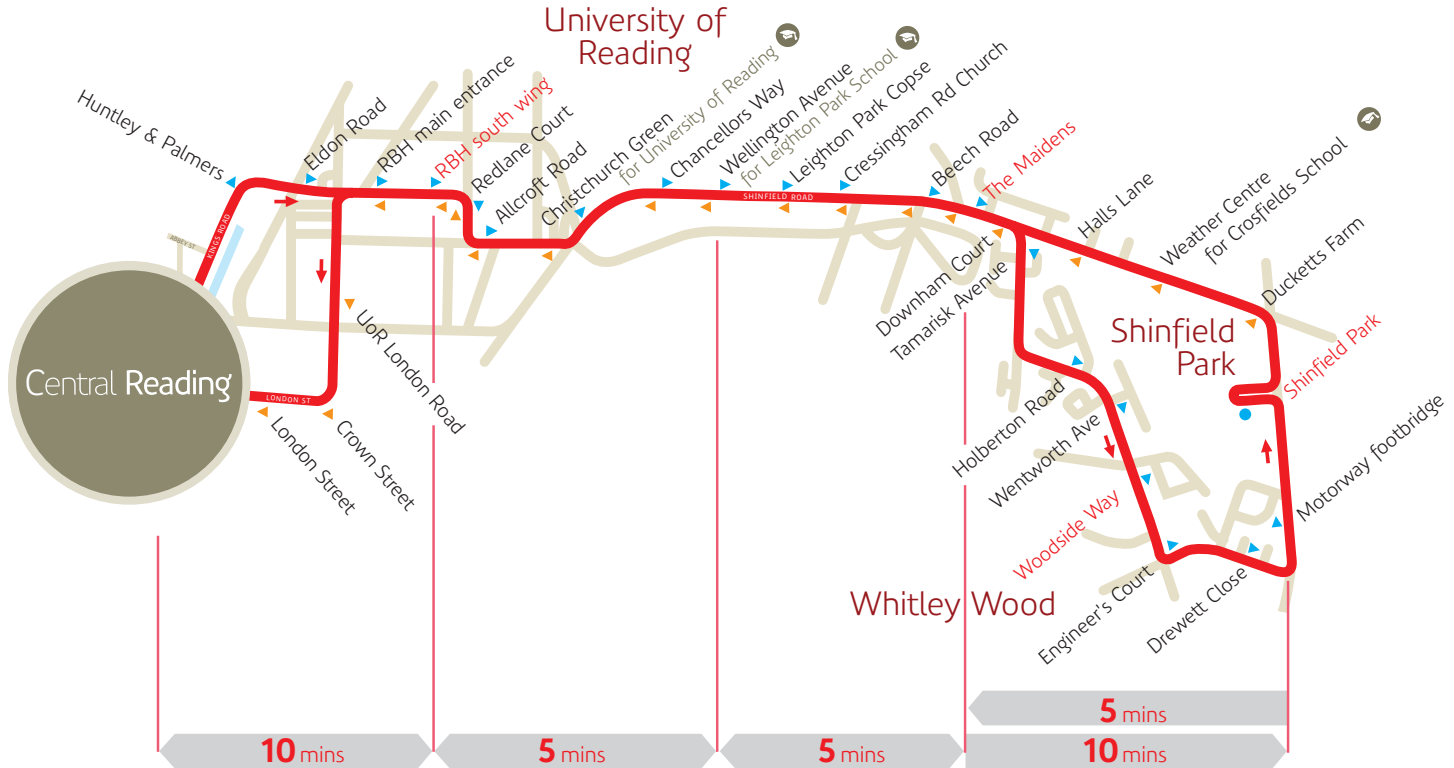 University of
Reading
Huntley & Palmers
Eldon Road
RBH main entrance
RBH south wing
Redlane Court
Allcroft Road
Christchurch Green
for University of Reading
Chancellors Way
Wellington Avenue
for Leighton Park School
Leighton Park Copse
Cressingham Rd Church
Beech Road
The Maidens
Halls Lane
Weather Centre
for Crosfields School
Ducketts Farm
SHINFIELD ROAD
KINGS ROAD
ABBEY ST
Downham Court
Tamarisk Avenue
Shinfield
Park
Shinfield Park
Central Reading
LONDON ST
UoR London Road
Crown Street
London Street
Holberton Road
Wentworth Ave
Woodside Way
Motorway footbridge
Whitley Wood
Engineer's Court
Drewett Close
5 mins
10 mins
5 mins
5 mins
10 mins